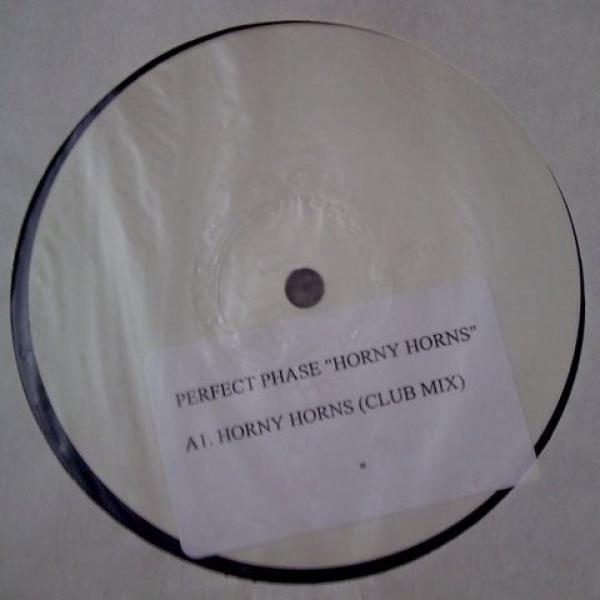 PERFECT PHASE "HORNY HORNS"
A1. HORNY HORNS (CLUB MIX)